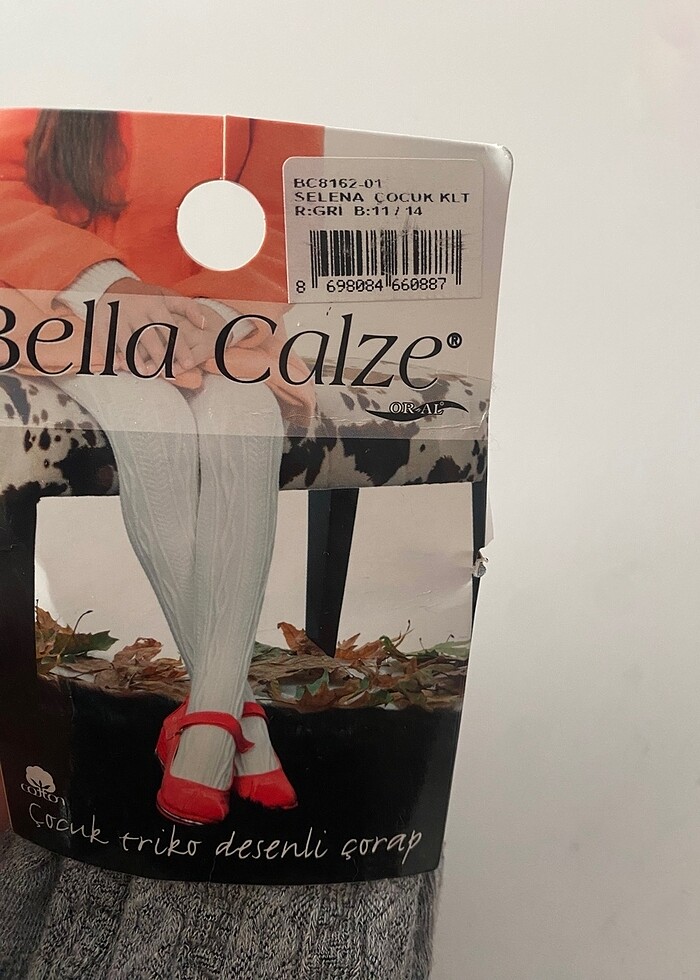 BC8162-01
SELENA ÇOCUK KLT
R:GRİ B:11/14
8 698084 660887
Bella Calze®
OR-AL®
cotton
Çocuk triko desenli çorap